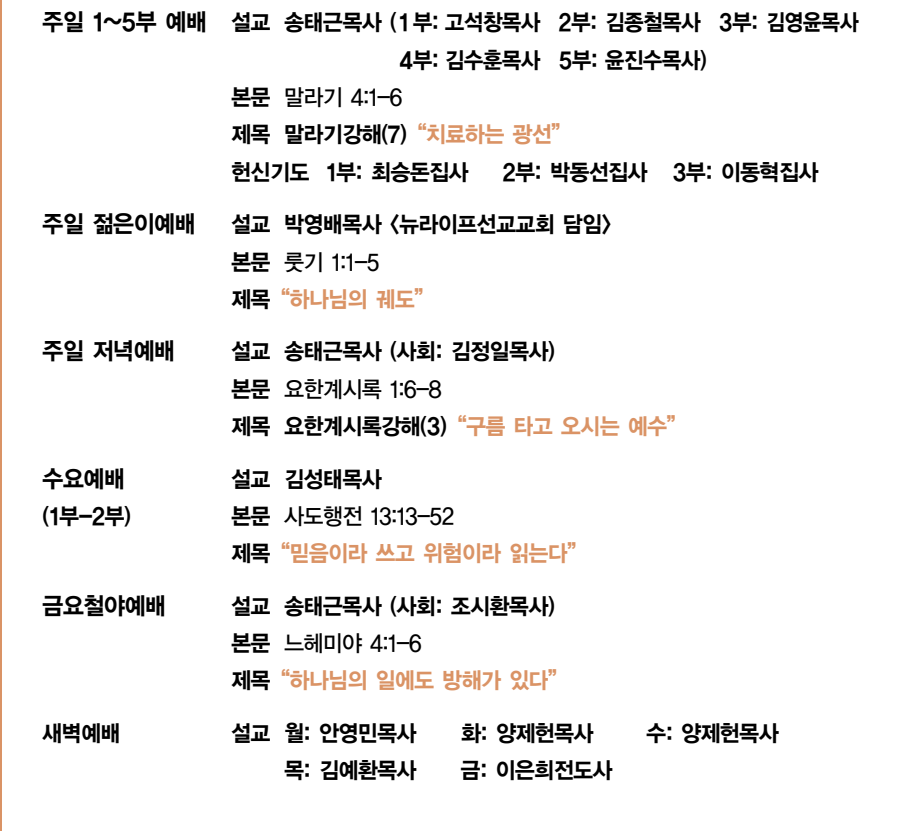 주일 1~5부 예배 설교 송태근목사 (1부: 고석창목사 2부: 김종철목사 3부: 김영윤목사
4부: 김수훈목사 5부: 윤진수목사)
본문 말라기 4:1–6
제목 말라기강해(7) “치료하는 광선”
헌신기도 1부: 최승돈집사 2부: 박동선집사 3부: 이동혁집사
주일 젊은이예배 설교 박영배목사 〈뉴라이프선교교회 담임〉
본문 룻기 1:1–5
제목 “하나님의 궤도”
주일 저녁예배 설교 송태근목사 (사회: 김정일목사)
본문 요한계시록 1:6–8
제목 요한계시록강해(3) “구름 타고 오시는 예수”
수요예배 설교 김성태목사
(1부–2부) 본문 사도행전 13:13–52
제목 “믿음이라 쓰고 위험이라 읽는다”
금요철야예배 설교 송태근목사 (사회: 조시환목사)
본문 느헤미야 4:1–6
제목 “하나님의 일에도 방해가 있다”
새벽예배 설교 월: 안영민목사 화: 양제헌목사 수: 양제헌목사
목: 김예환목사 금: 이은희전도사